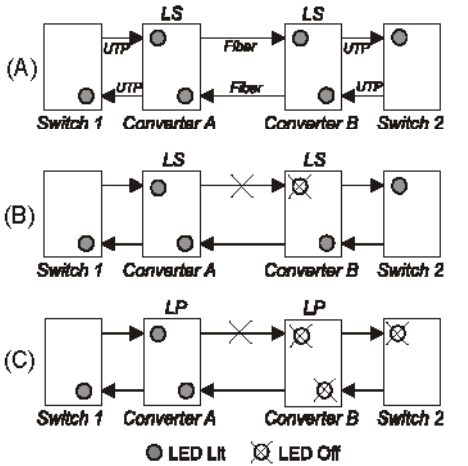 LS LS
UTP Fiber UTP
(A)
UTP Fiber UTP
Switch 1 Converter A Converter B Switch 2
LS LS
(B)
Switch 1 Converter A Converter B Switch 2
LP LP
(C)
Switch 1 Converter A Converter B Switch 2
LED Lit LED Off